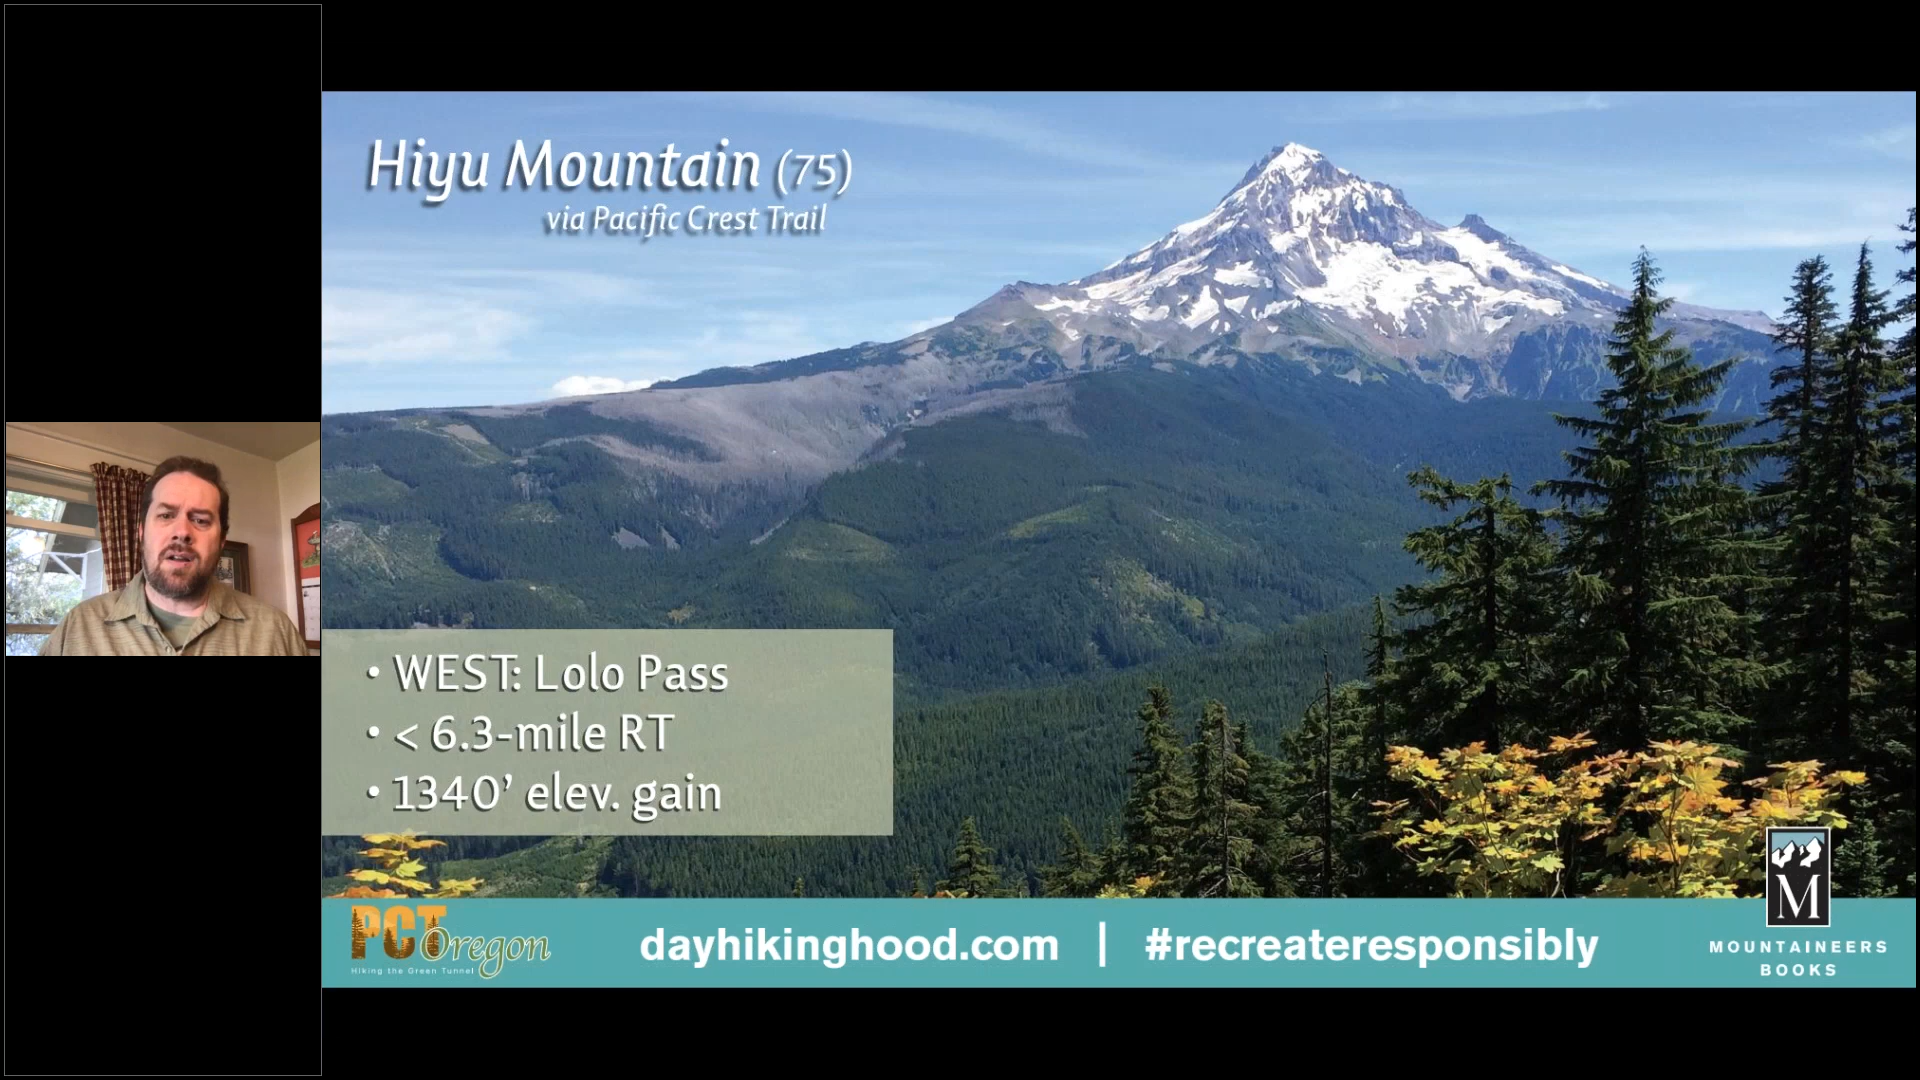 Hiyu Mountain (75)
via Pacific Crest Trail
• WEST: Lolo Pass
• < 6.3-mile RT
• 1340’ elev. gain
PCT Oregon
Hiking the Green Tunnel
dayhikinghood.com | #recreateresponsibly
M
MOUNTAINEERS
BOOKS